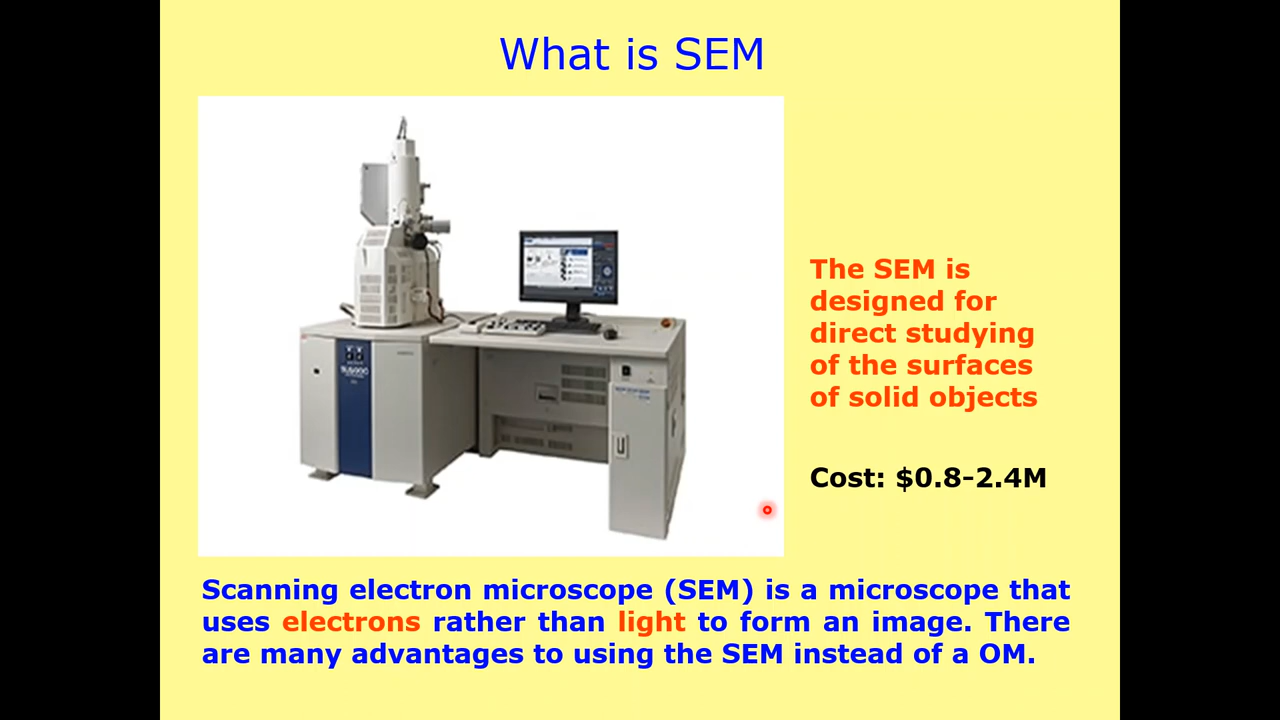 What is SEM
The SEM is
designed for
direct studying
of the surfaces
of solid objects
Cost: $0.8-2.4M
Scanning electron microscope (SEM) is a microscope that
uses electrons rather than light to form an image. There
are many advantages to using the SEM instead of a OM.